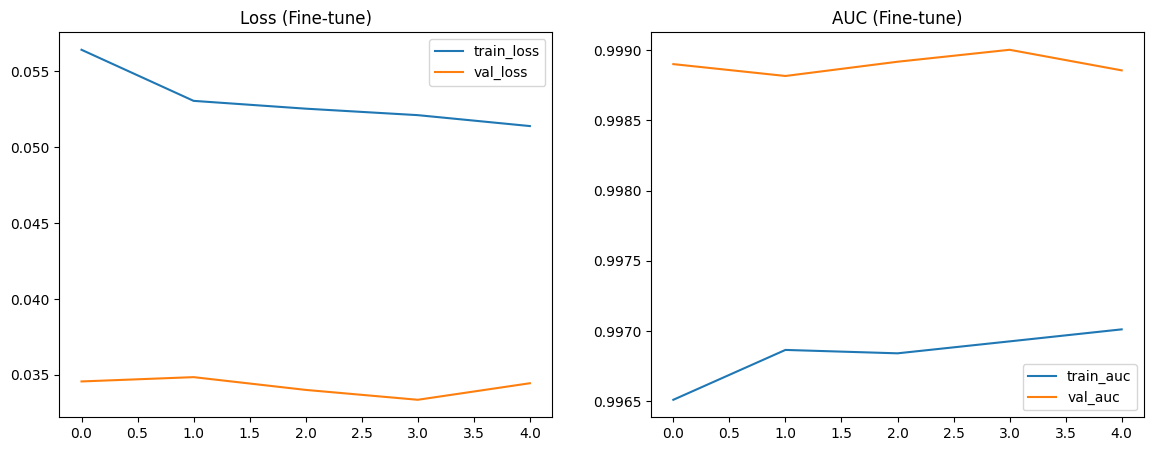 Loss (Fine-tune)
0.055
0.050
0.045
0.040
0.035
train_loss
val_loss
0.0 0.5 1.0 1.5 2.0 2.5 3.0 3.5 4.0
AUC (Fine-tune)
0.9990
0.9985
0.9980
0.9975
0.9970
0.9965
train_auc
val_auc
0.0 0.5 1.0 1.5 2.0 2.5 3.0 3.5 4.0